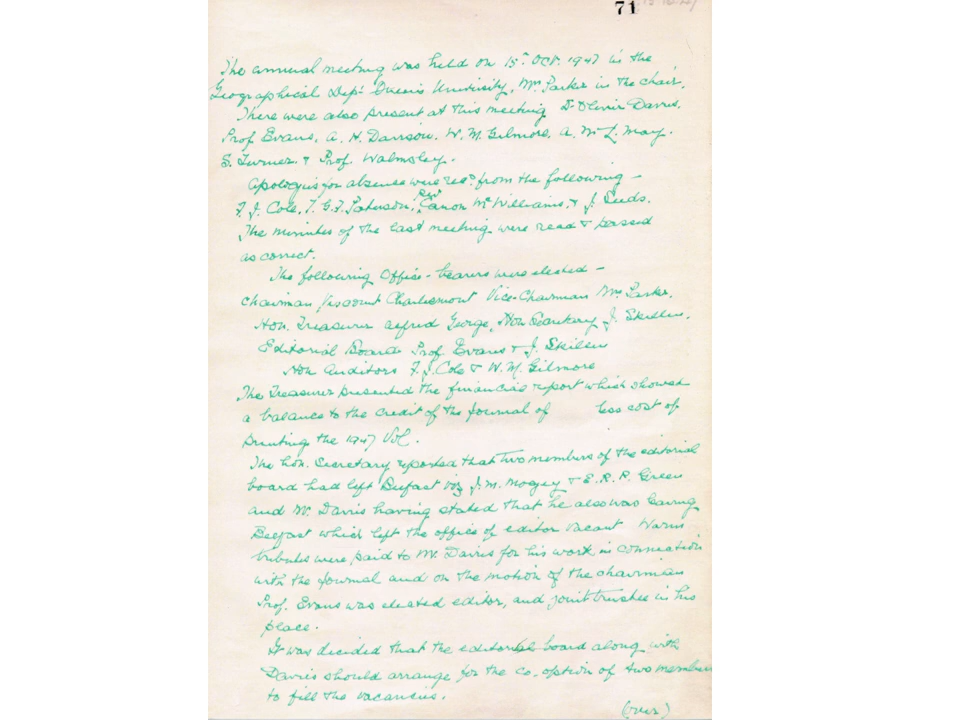 71
The annual meeting was held on 15th Oct. 1947 in the
Geographical Dept Queen's University, Mr. Parker in the chair.
There were also present at this meeting Dr Oliver Davies,
Prof Evans, A. H. Davison, W. M. Gilmore, A. McL. May.
S. Turner & Prof. Walmsley.
Apologies for absence were recd from the following -
F. J. Cole, T. G. F. Paterson, Rev Canon McWilliams, & J. Seeds.
The minutes of the last meeting were read & passed
as correct.
The following Office-bearers were elected -
Chairman Viscount Charlemont Vice-Chairman Mr Parker.
Hon. Treasurer Alfred George, Hon Secretary J. Skillen.
Editorial Board Prof Evans & J. Skillen
Hon Auditors F. J. Cole & W. M. Gilmore
The Treasurer presented the financial report which showed
a balance to the credit of the Journal of less cost of
printing the 1947 Vol.
The hon. Secretary reported that two members of the editorial
board had left Belfast viz J. M. Mogey & E. R. R. Green
and Mr. Davies having stated that he also was leaving
Belfast which left the office of editor vacant Warm
tributes were paid to Mr. Davies for his work in connection
with the Journal and on the motion of the chairman
Prof. Evans was elected editor, and joint trustee in his
place.
It was decided that the editorial board along with
Davies should arrange for the co-option of two members
to fill the vacancies.
(over)